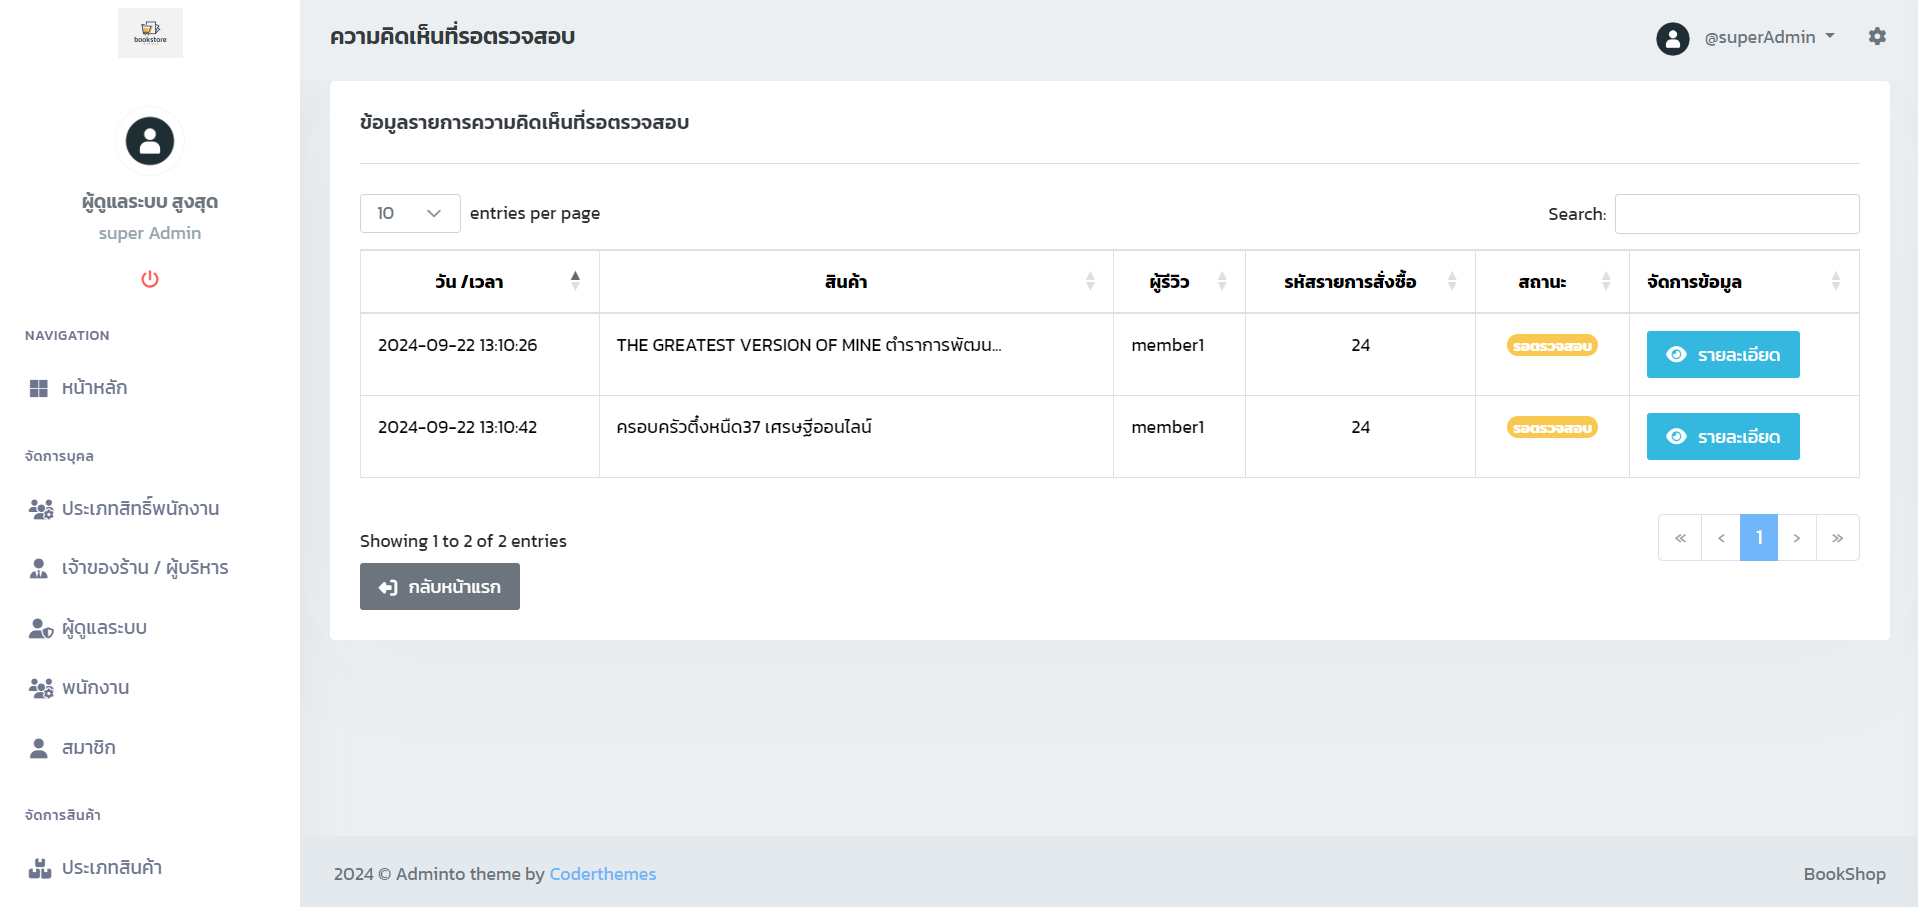 bookstore
ผู้ดูแลระบบ สูงสุด
super Admin
NAVIGATION
หน้าหลัก
จัดการบุคล
ประเภทสิทธิ์พนักงาน
เจ้าของร้าน / ผู้บริหาร
ผู้ดูแลระบบ
พนักงาน
สมาชิก
จัดการสินค้า
ประเภทสินค้า
ความคิดเห็นที่รอตรวจสอบ
@superAdmin
ข้อมูลรายการความคิดเห็นที่รอตรวจสอบ
10 entries per page
Search:
วัน /เวลา สินค้า ผู้รีวิว รหัสรายการสั่งซื้อ สถานะ จัดการข้อมูล
2024-09-22 13:10:26 THE GREATEST VERSION OF MINE ตำราการพัฒน... member1 24 รอตรวจสอบ รายละเอียด
2024-09-22 13:10:42 ครอบครัวตึ๋งหนืด37 เศรษฐีออนไลน์ member1 24 รอตรวจสอบ รายละเอียด
Showing 1 to 2 of 2 entries
« ‹ 1 › »
กลับหน้าแรก
2024 © Adminto theme by Coderthemes
BookShop